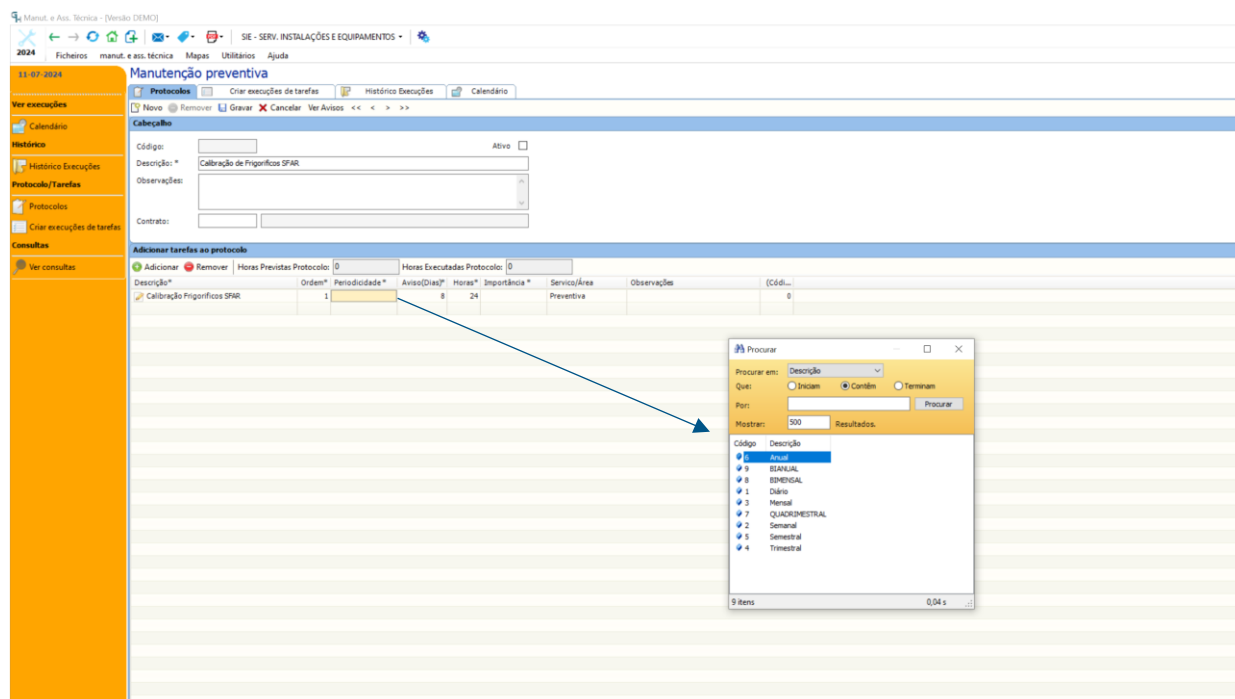 Manut. e Ass. Técnica - [Versão DEMO]
SIE - SERV. INSTALAÇÕES E EQUIPAMENTOS
2024 Ficheiros manut. e ass. técnica Mapas Utilitários Ajuda
11-07-2024
Ver execuções
Calendário
Histórico
Histórico Execuções
Protocolo/Tarefas
Protocolos
Criar execuções de tarefas
Consultas
Ver consultas
Manutenção preventiva
Protocolos Criar execuções de tarefas Histórico Execuções Calendário
Novo Remover Gravar Cancelar Ver Avisos << < > >>
Cabeçalho
Código: Ativo
Descrição: * Calibração de Frigorificos SFAR
Observações:
Contrato:
Adicionar tarefas ao protocolo
Adicionar Remover Horas Previstas Protocolo: 0 Horas Executadas Protocolo: 0
Descrição* Ordem* Periodicidade* Aviso(Dias)* Horas* Importância * Servico/Área Observações (Códi...
Calibração Frigorificos SFAR 1 8 24 Preventiva 0
Procurar
Procurar em: Descrição
Que: Iniciam Contêm Terminam
Por: Procurar
Mostrar: 500 Resultados.
Código Descrição
6 Anual
9 BIANUAL
8 BIMENSAL
1 Diário
3 Mensal
7 QUADRIMESTRAL
2 Semanal
5 Semestral
4 Trimestral
9 itens 0,04 s